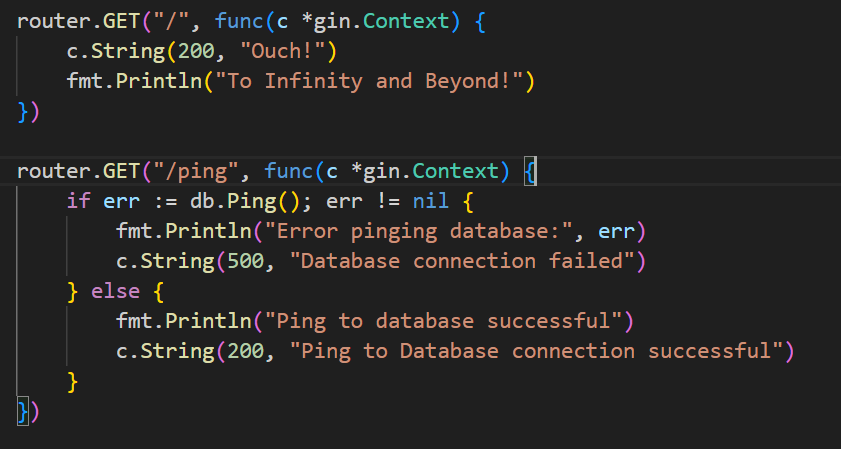 router.GET("/", func(c *gin.Context) {
    c.String(200, "Ouch!")
    fmt.Println("To Infinity and Beyond!")
})

router.GET("/ping", func(c *gin.Context) {
    if err := db.Ping(); err != nil {
        fmt.Println("Error pinging database:", err)
        c.String(500, "Database connection failed")
    } else {
        fmt.Println("Ping to database successful")
        c.String(200, "Ping to Database connection successful")
    }
})